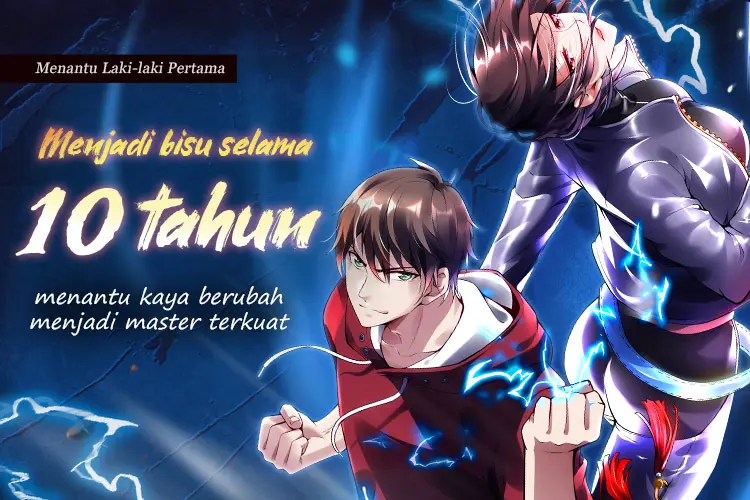 Menantu Laki-laki Pertama
Menjadi bisu selama
10 tahun
menantu kaya berubah
menjadi master terkuat